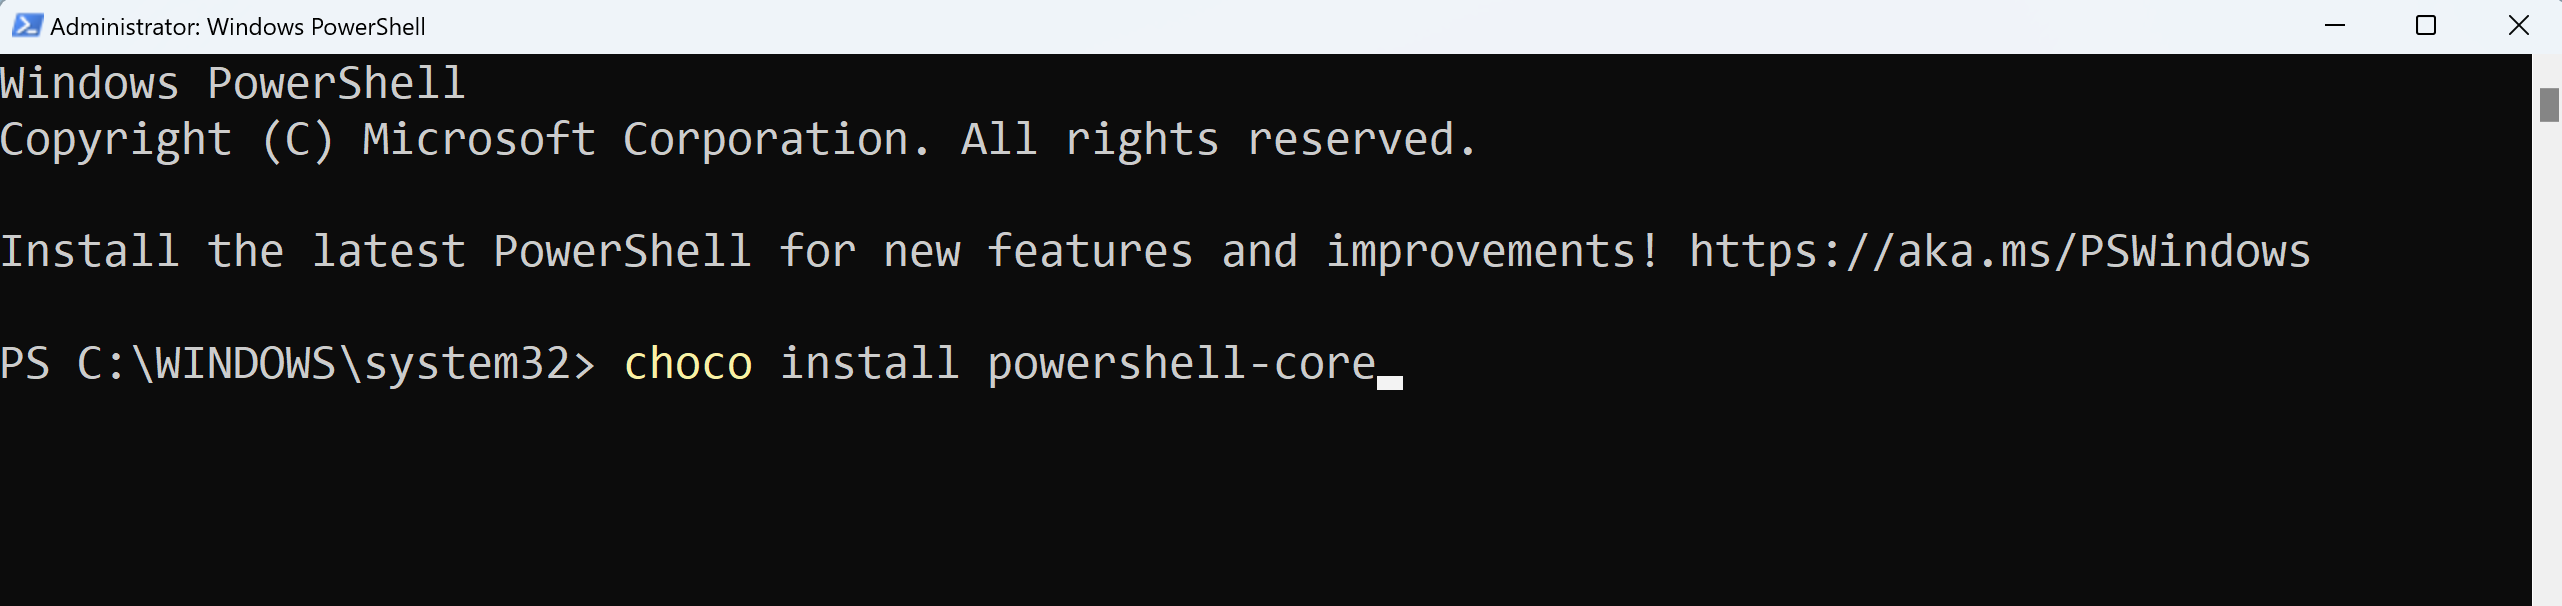 Administrator: Windows PowerShell
Windows PowerShell
Copyright (C) Microsoft Corporation. All rights reserved.
Install the latest PowerShell for new features and improvements! https://aka.ms/PSWindows
PS C:\WINDOWS\system32> choco install powershell-core